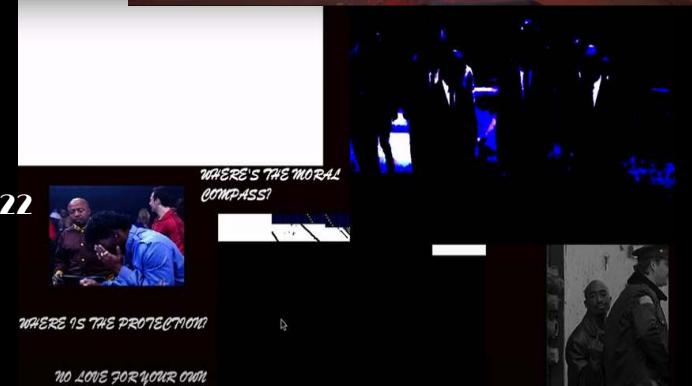 WHERE'S THE MORAL
COMPASS?
22
WHERE IS THE PROTECTION?
NO LOVE FOR YOUR OWN